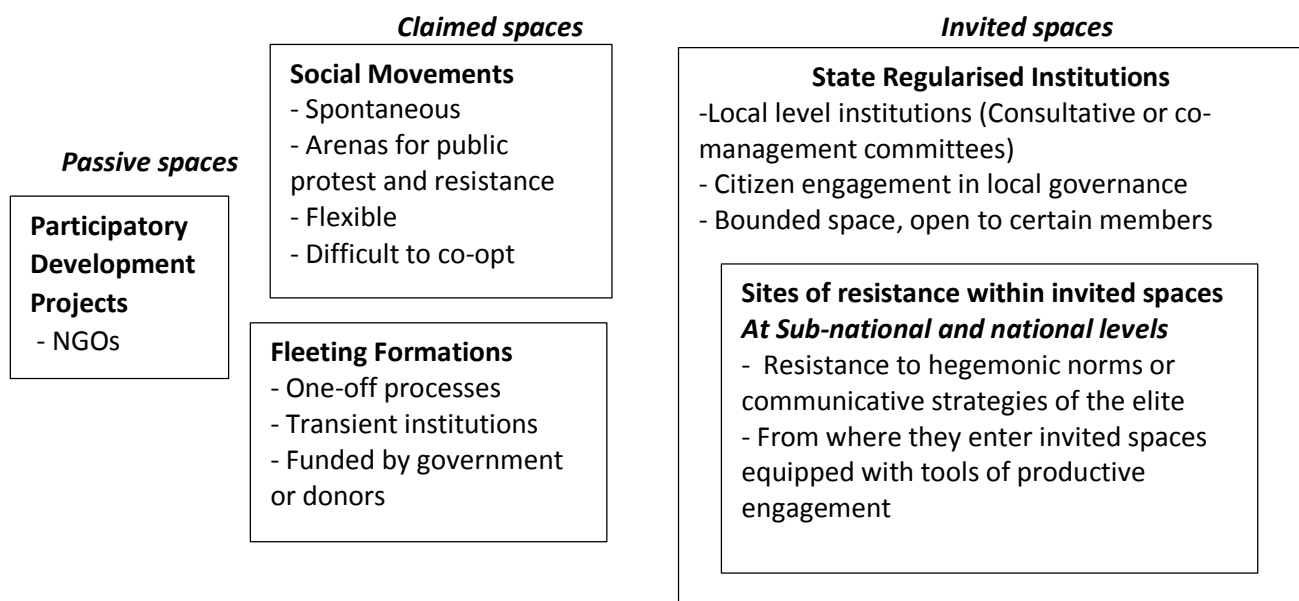 Passive spaces
Participatory
Development
Projects
- NGOs
Claimed spaces
Social Movements
- Spontaneous
- Arenas for public
protest and resistance
- Flexible
- Difficult to co-opt
Fleeting Formations
- One-off processes
- Transient institutions
- Funded by government
or donors
Invited spaces
State Regularised Institutions
-Local level institutions (Consultative or co-
management committees)
- Citizen engagement in local governance
- Bounded space, open to certain members
Sites of resistance within invited spaces
At Sub-national and national levels
- Resistance to hegemonic norms or
communicative strategies of the elite
- From where they enter invited spaces
equipped with tools of productive
engagement